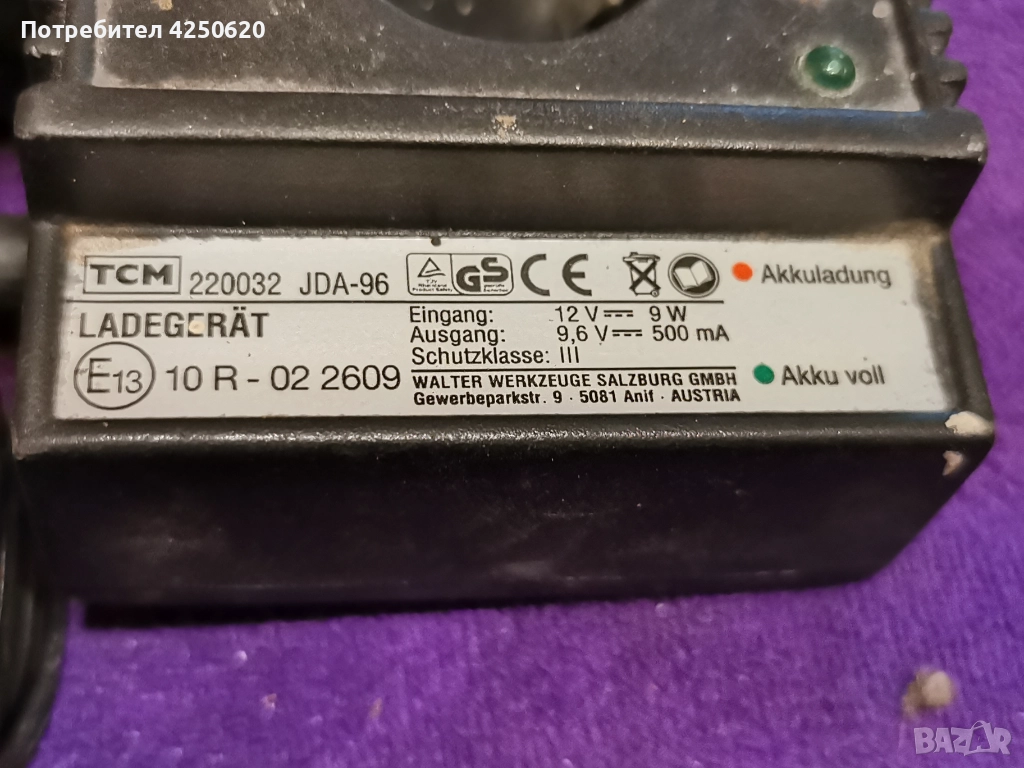 Потребител 4250620
TCM 220032 JDA-96
LADEGERÄT
E13 10 R - 02 2609
GS
CE
Eingang: 12 V 9 W
Ausgang: 9,6 V 500 mA
Schutzklasse: III
WALTER WERKZEUGE SALZBURG GMBH
Gewerbeparkstr. 9 · 5081 Anif · AUSTRIA
Akkuladung
Akku voll
BAZAR